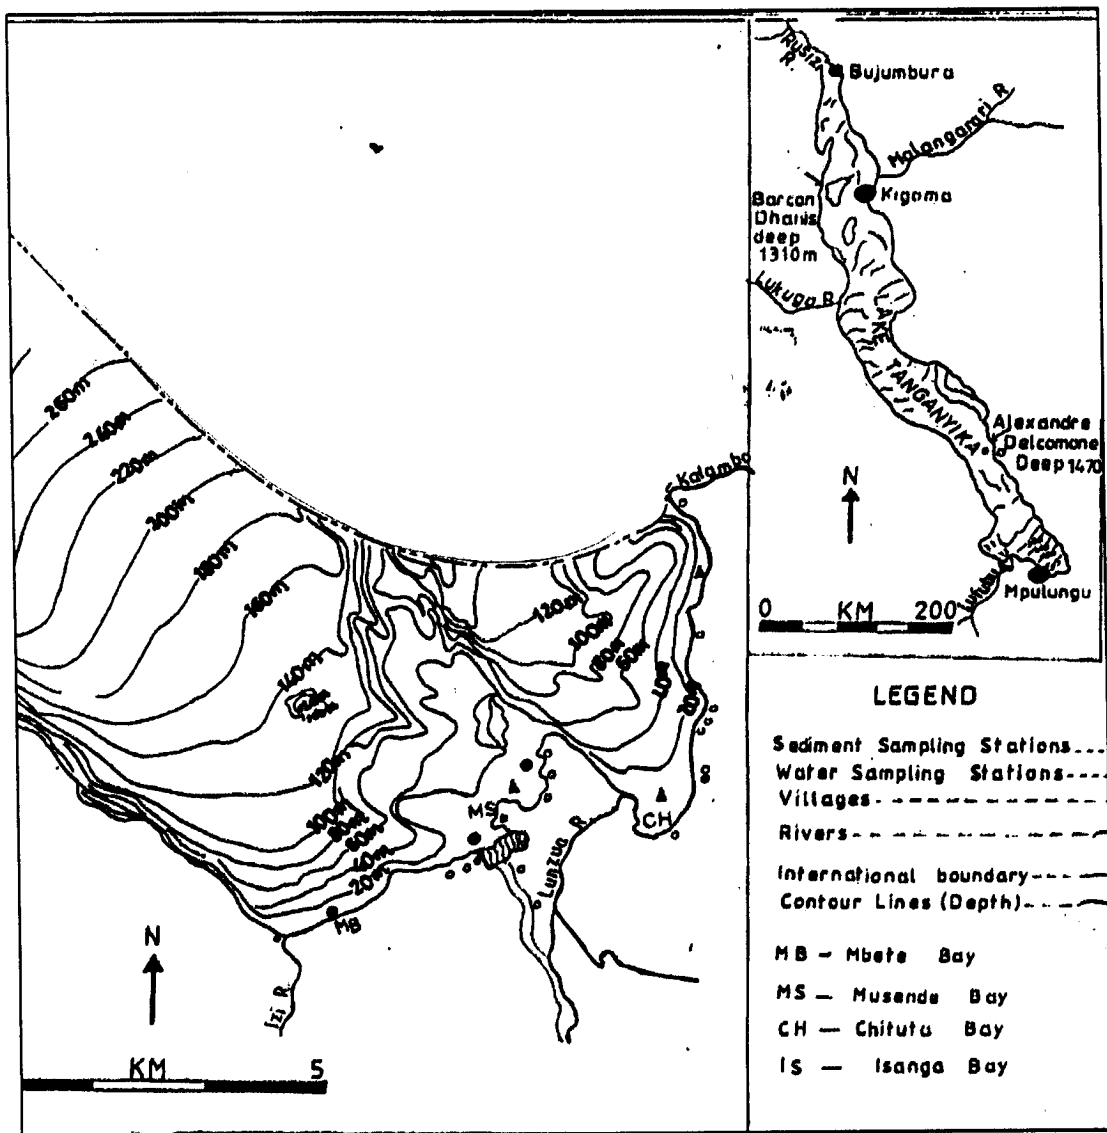 260m
240m
220m
200m
180m
160m
140m
120m
100m
80m
60m
40m
20m
120m
100m
80m
60m
40m
20m
Kalambo
MS
CH
MB
Lunzua R.
Izi R.
N
KM 5
Rusizi R.
Bujumbura
Malangarari R
Kigoma
Barcon
Dhanis
deep
1310m
Lukuga R.
LAKE TANGANYIKA
Alexandre
Delcomone
Deep 1470
N
Mpulungu
0 KM 200
LEGEND
Sediment Sampling Stations
Water Sampling Stations
Villages
Rivers
International boundary
Contour Lines (Depth)
MB - Mbete Bay
MS - Musende Bay
CH - Chituta Bay
IS - Isanga Bay